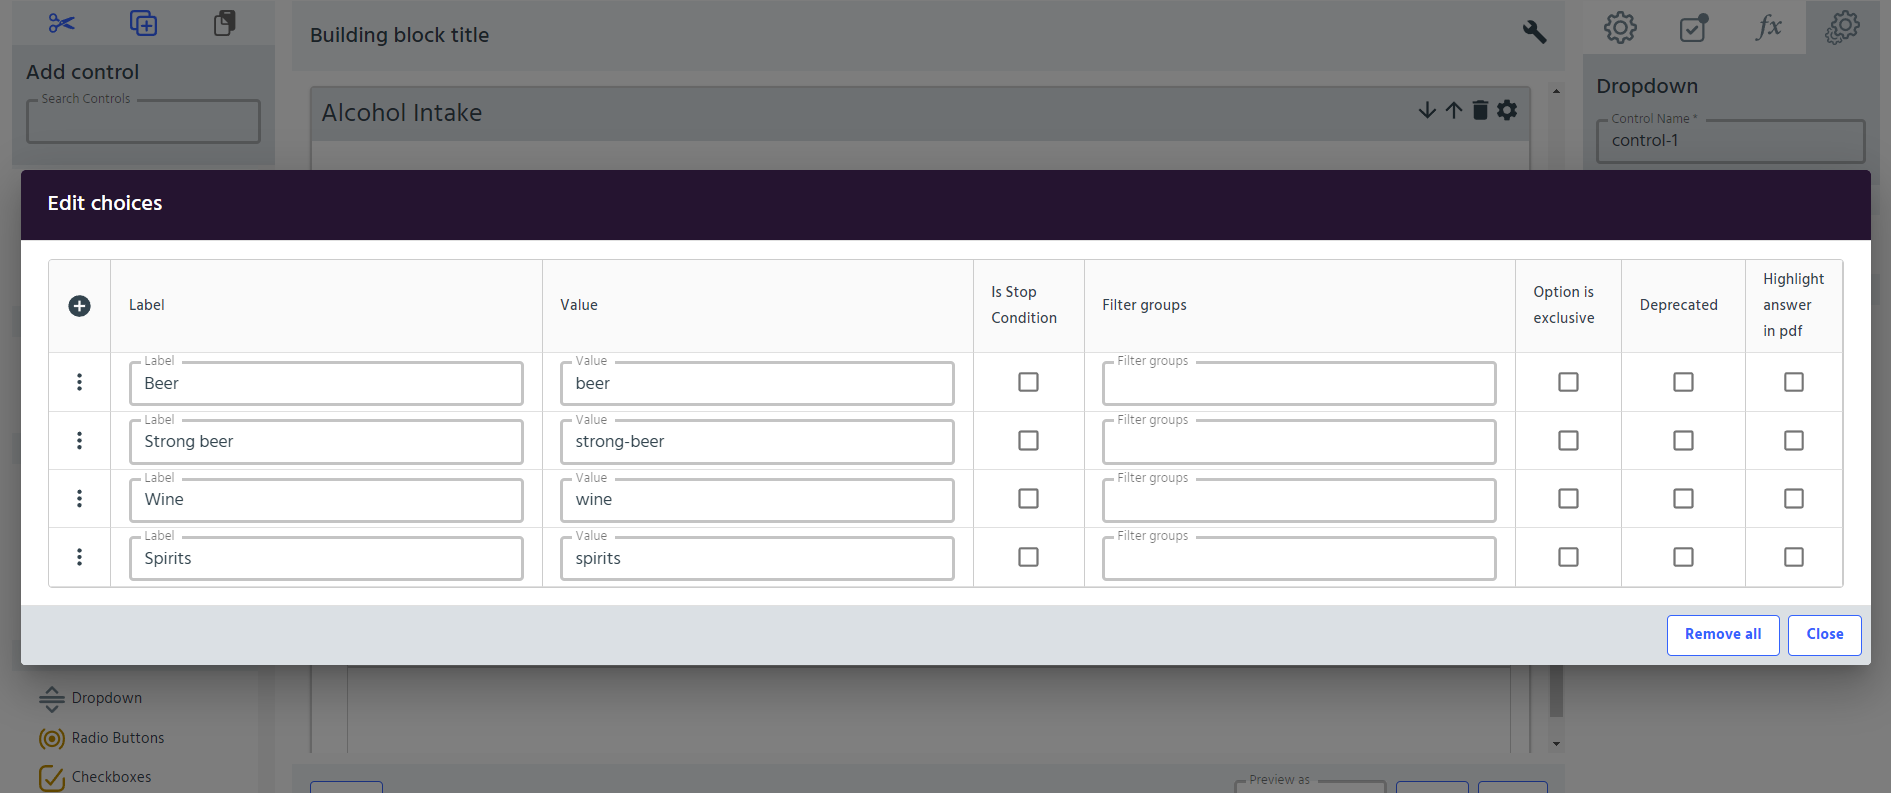 Add control
Search Controls
Building block title
Alcohol Intake
fx
Dropdown
Control Name *
control-1
Edit choices
Label
Value
Is Stop
Condition
Filter groups
Option is
exclusive
Deprecated
Highlight
answer
in pdf
Label
Beer
Value
beer
Filter groups
Label
Strong beer
Value
strong-beer
Filter groups
Label
Wine
Value
wine
Filter groups
Label
Spirits
Value
spirits
Filter groups
Remove all
Close
Dropdown
Radio Buttons
Checkboxes
Preview as